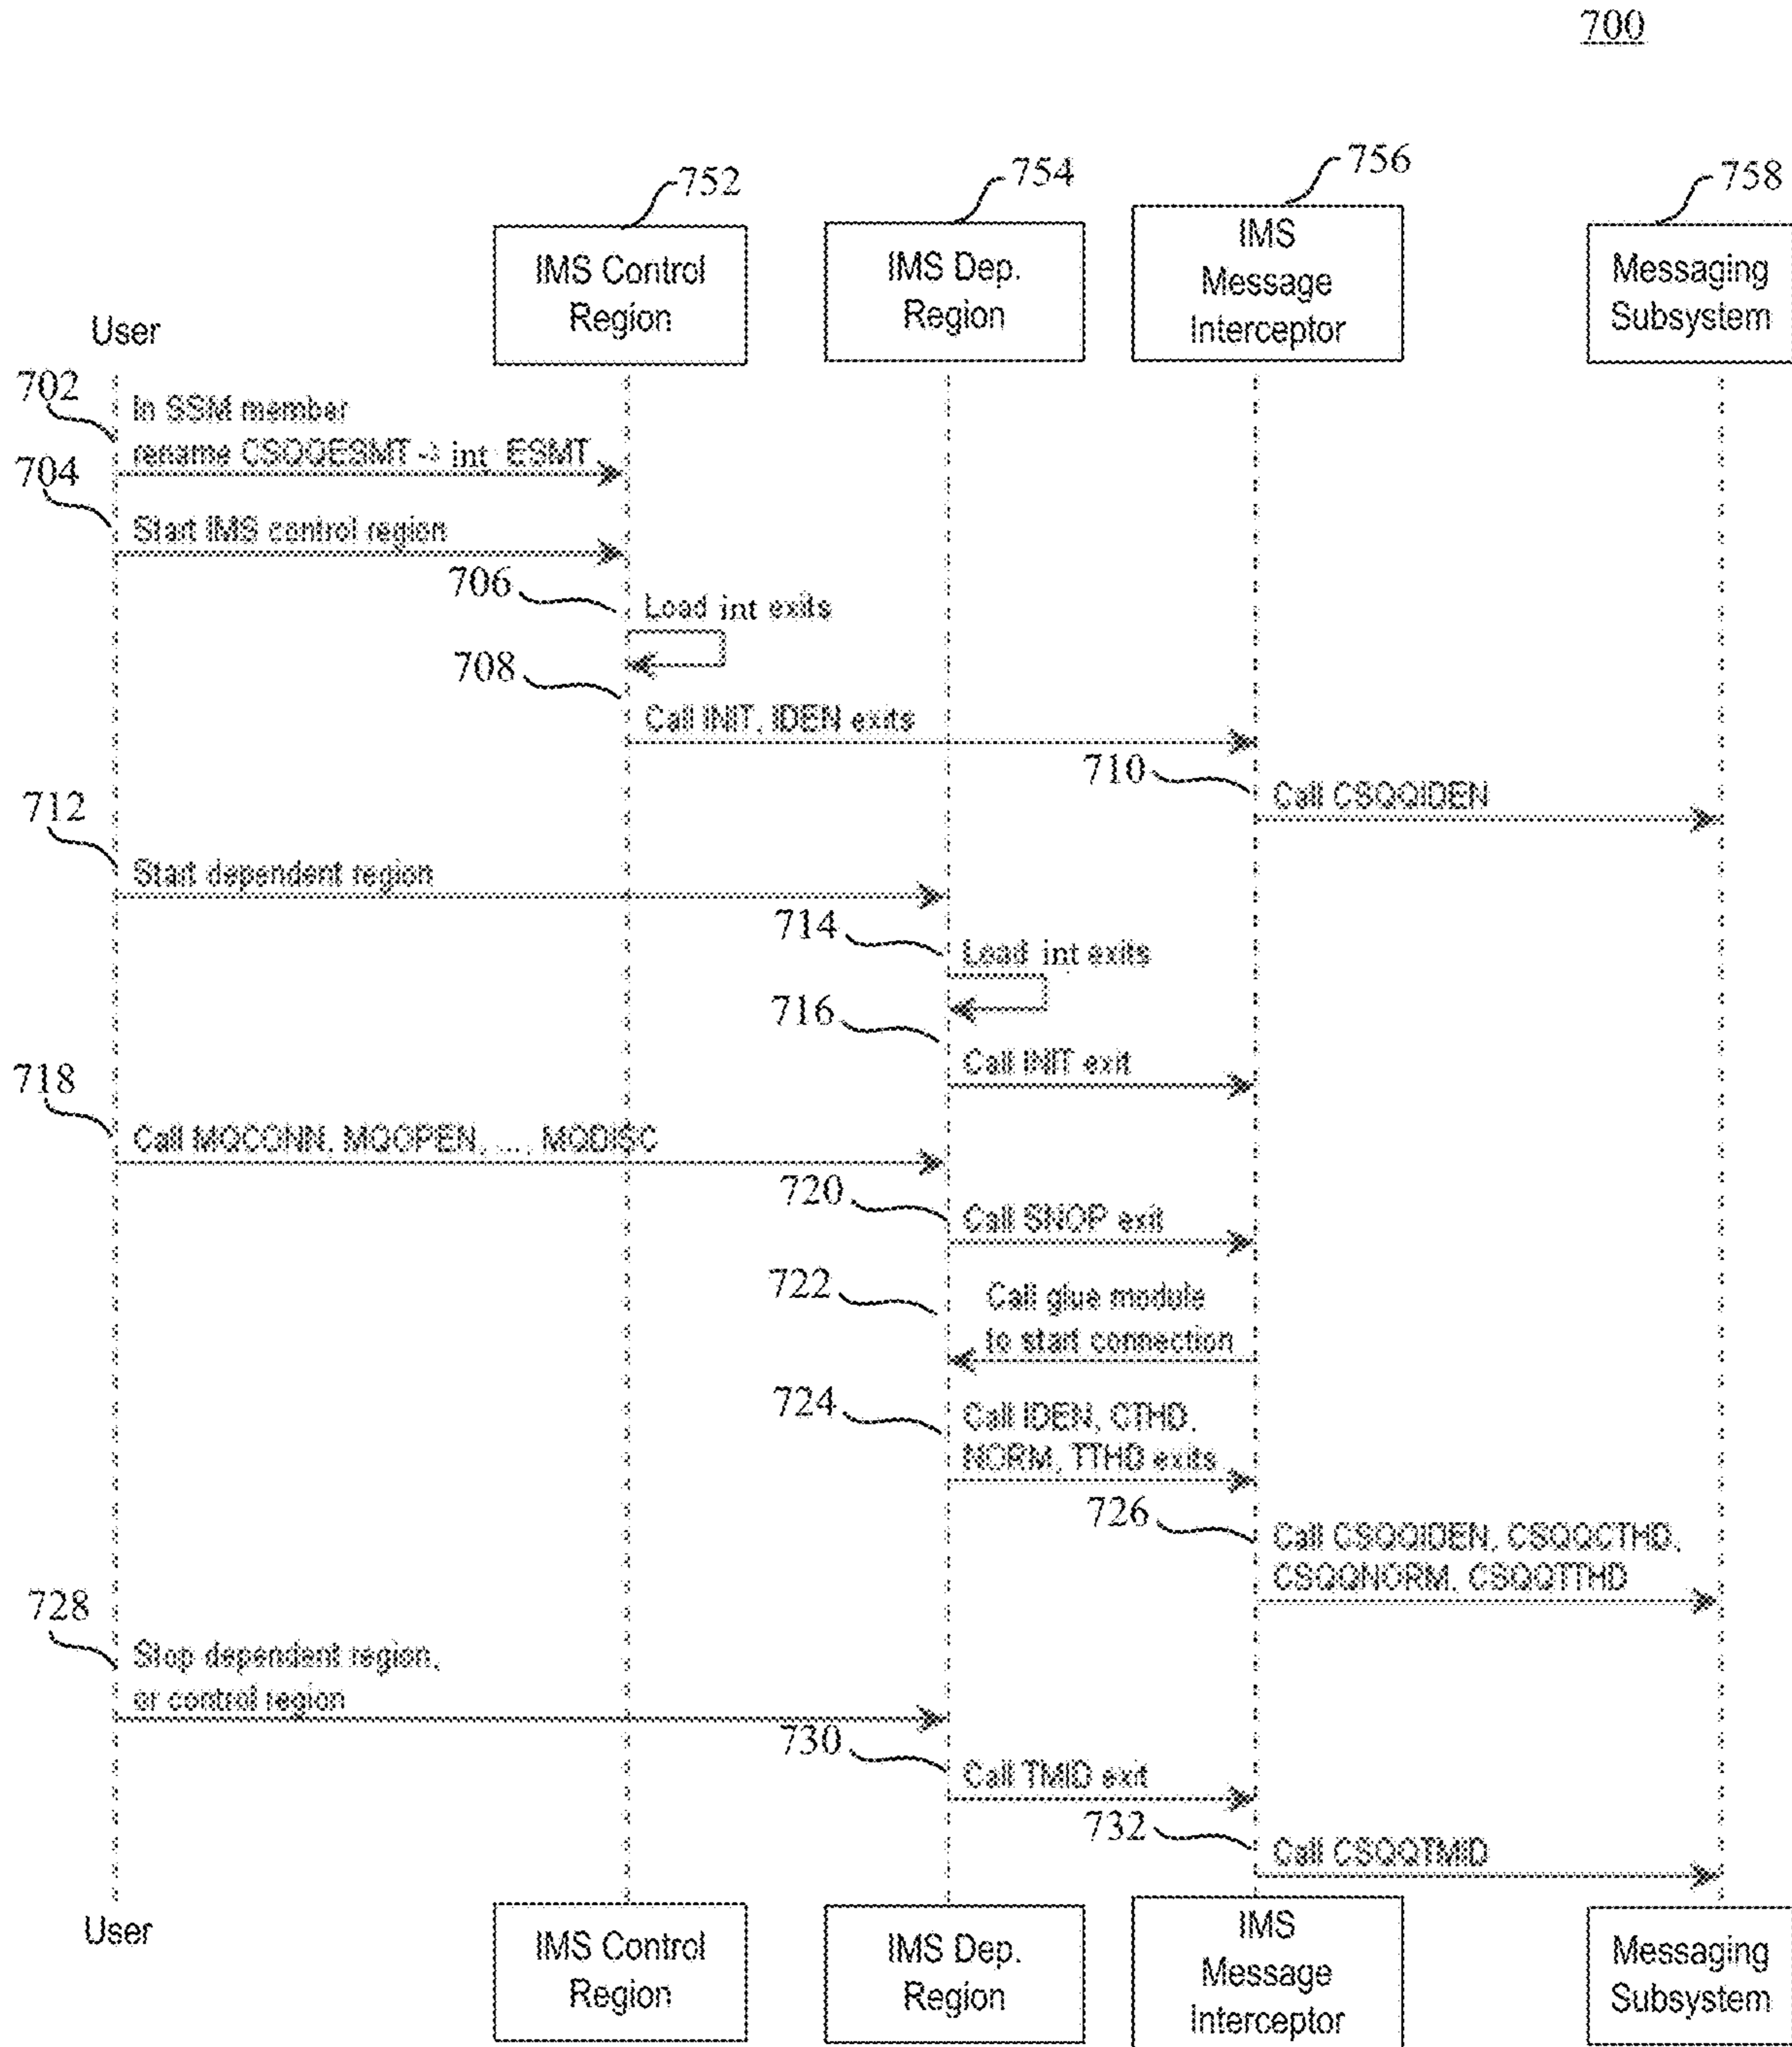 700
752
754
756
758
IMS Control
Region
IMS Dep.
Region
IMS
Message
Interceptor
Messaging
Subsystem
User
702
In SSM member
rename CSQQESMT -> int ESMT
704
Start IMS control region
706
Load int exits
708
Call INIT, IDEN exits
710
Call CSQQIDEN
712
Start dependent region
714
Load int exits
716
Call INIT exit
718
Call MQCONN, MQOPEN, ... , MQDISC
720
Call SNOP exit
722
Call glue module
to start connection
724
Call IDEN, CTHD,
NORM, TTHD exits
726
Call CSQQIDEN, CSQQCTHD,
CSQQNORM, CSQQTTHD
728
Stop dependent region,
or control region
730
Call TMID exit
732
Call CSQQTMID
User
IMS Control
Region
IMS Dep.
Region
IMS
Message
Interceptor
Messaging
Subsystem